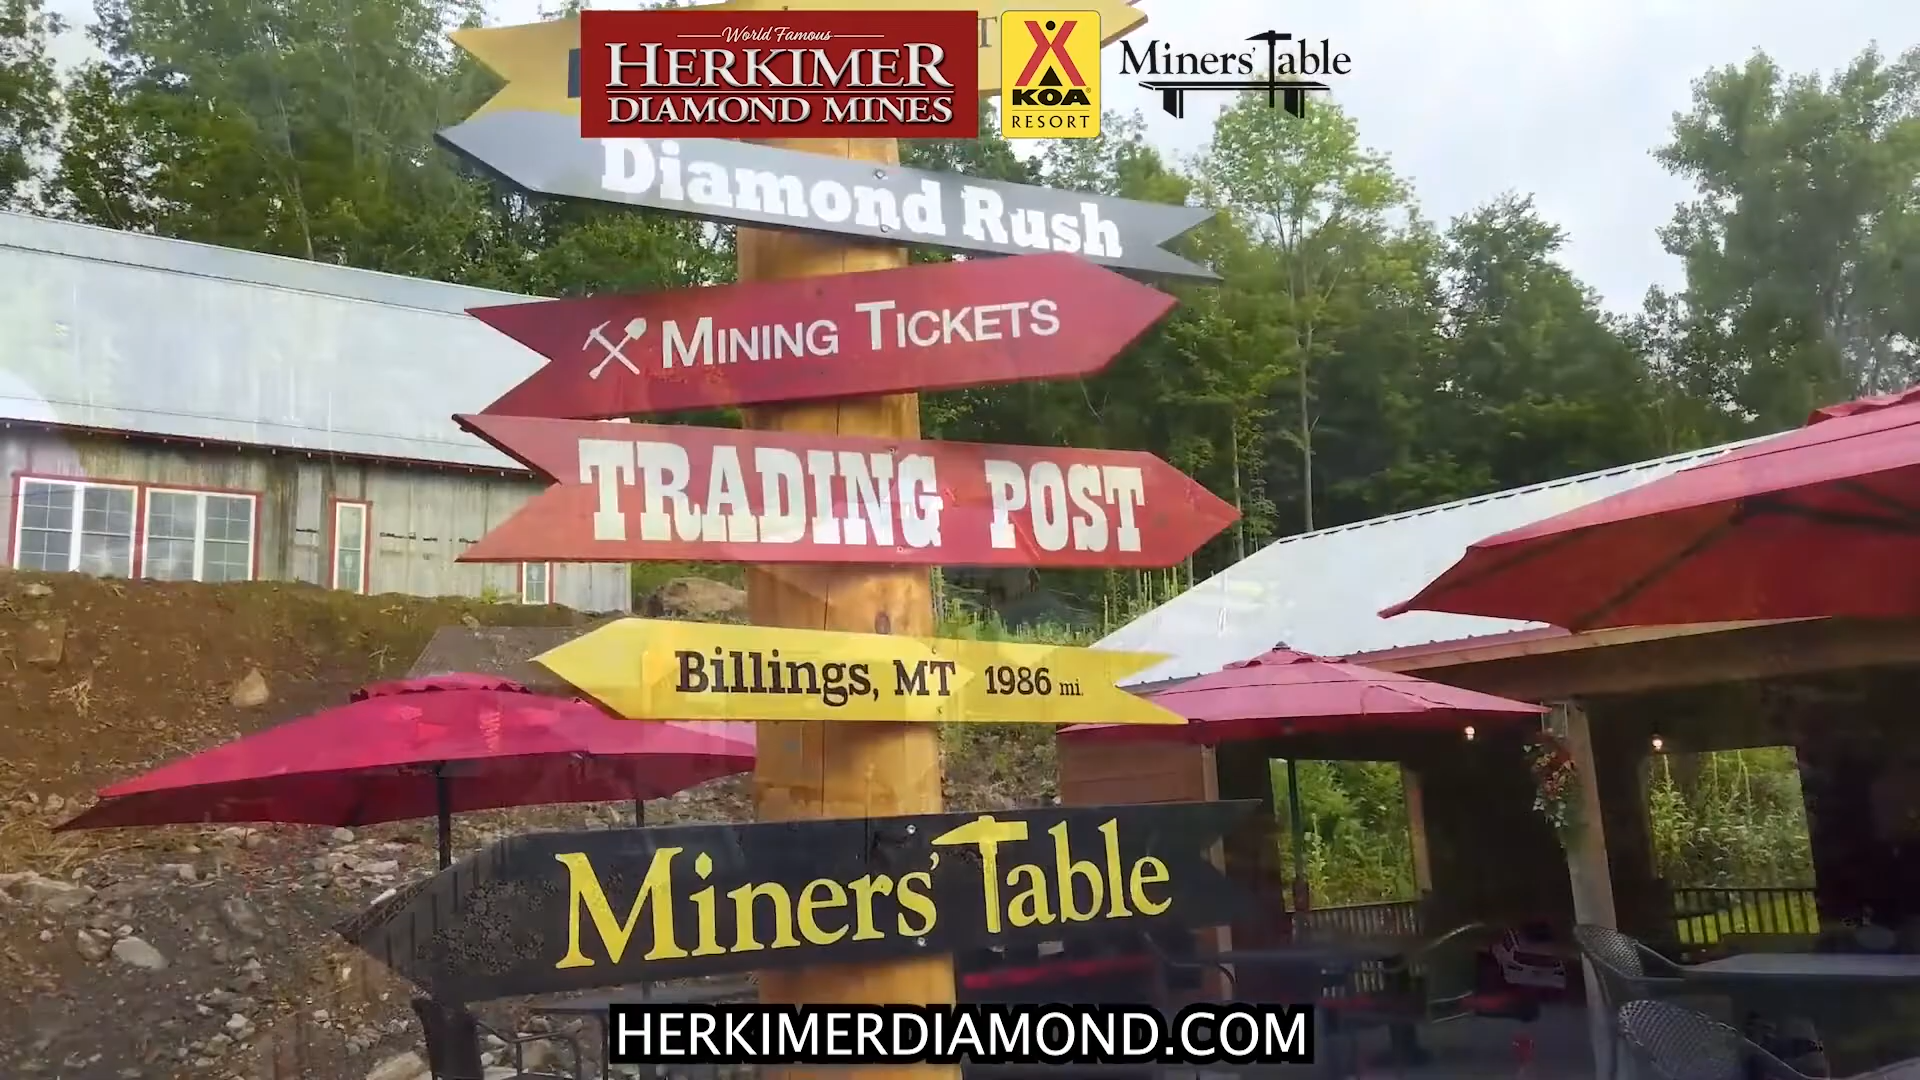 World Famous
HERKIMER
DIAMOND MINES
KOA
RESORT
Miners' Table
T
Diamond Rush
MINING TICKETS
TRADING POST
Billings, MT 1986 mi.
Miners' Table
HERKIMERDIAMOND.COM